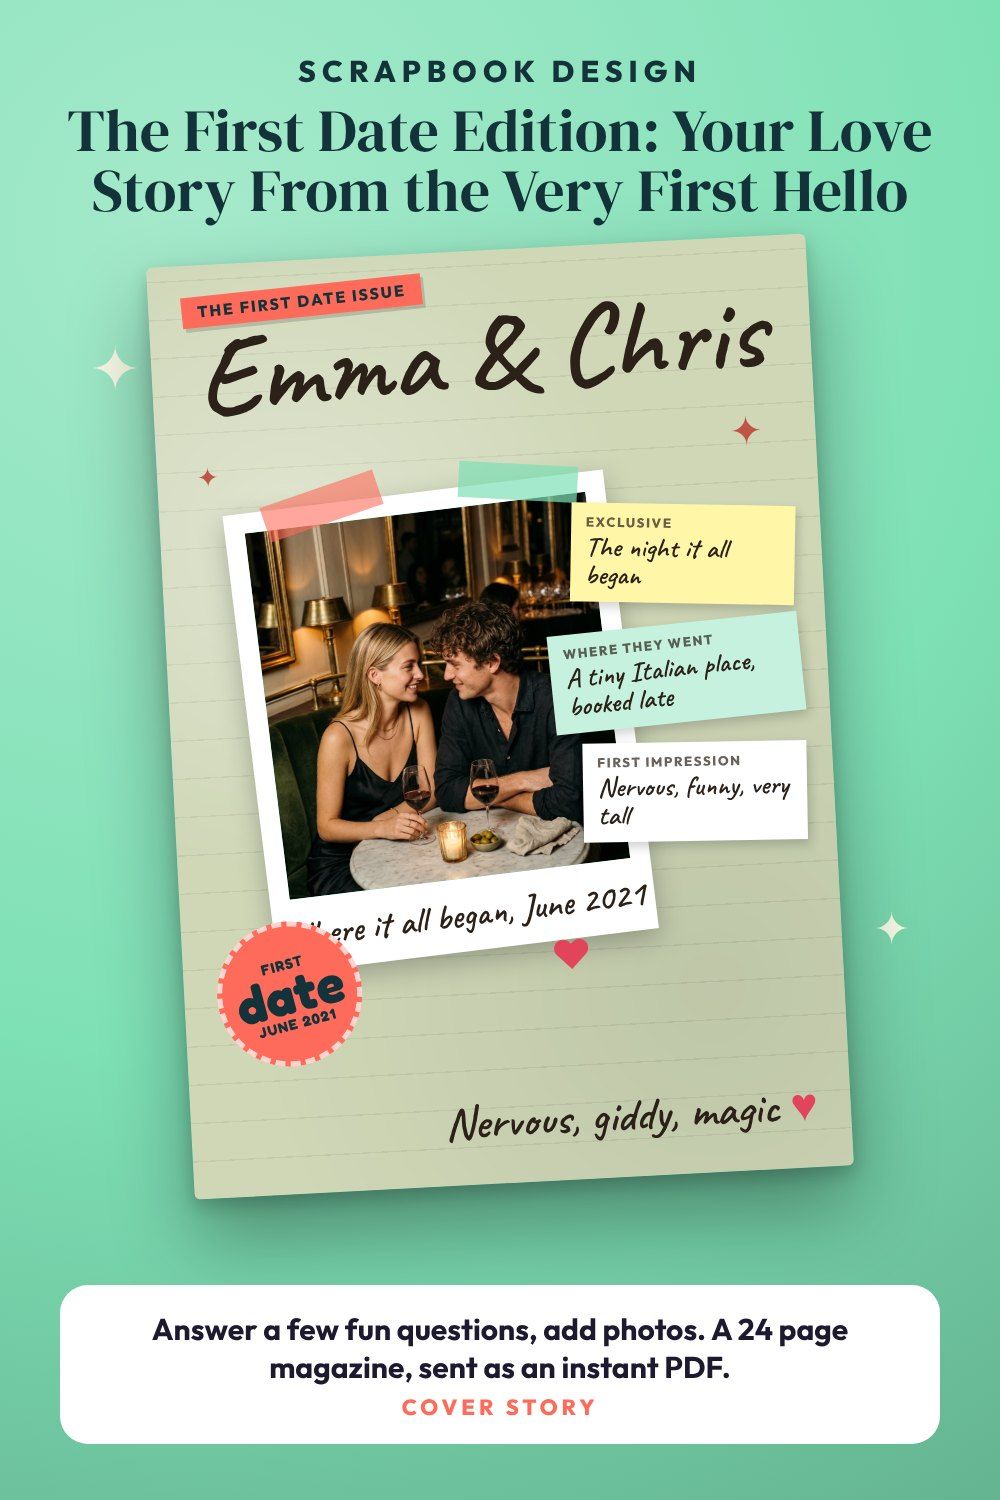 SCRAPBOOK DESIGN
The First Date Edition: Your Love
Story From the Very First Hello
THE FIRST DATE ISSUE
Emma & Chris
EXCLUSIVE
The night it all
began
WHERE THEY WENT
A tiny Italian place,
booked late
FIRST IMPRESSION
Nervous, funny, very
tall
it all began, June 2021
FIRST
date
JUNE 2021
Nervous, giddy, magic
Answer a few fun questions, add photos. A 24 page
magazine, sent as an instant PDF.
COVER STORY